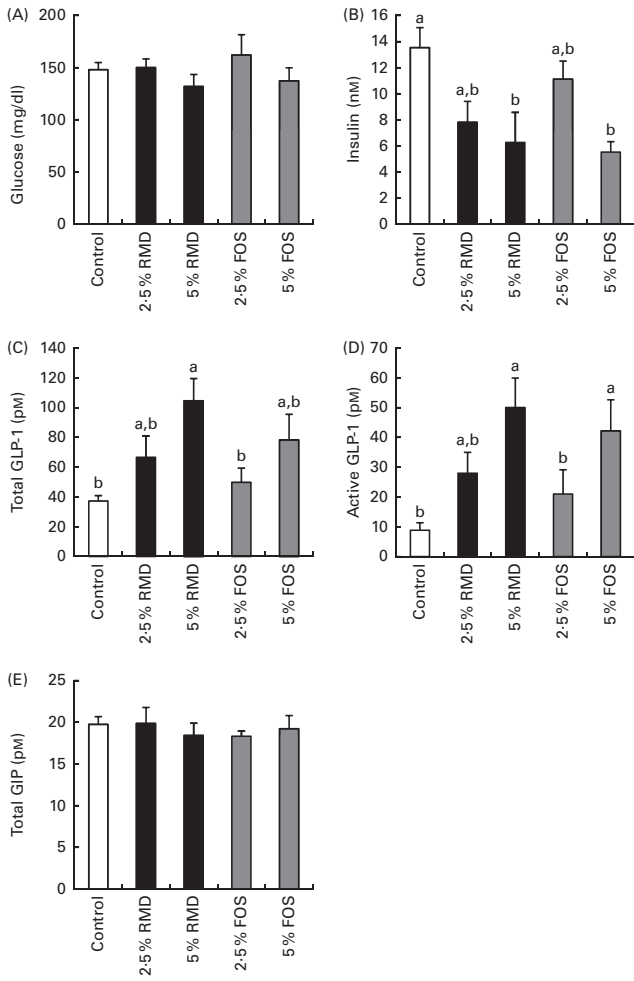 (A)
200
150
100
50
0
Glucose (mg/dl)
Control
2·5 % RMD
5 % RMD
2·5 % FOS
5 % FOS
(B)
16
14
12
10
8
6
4
2
0
Insulin (nM)
a
a,b
b
a,b
b
Control
2·5 % RMD
5 % RMD
2·5 % FOS
5 % FOS
(C)
140
120
100
80
60
40
20
0
Total GLP-1 (pM)
b
a,b
a
b
a,b
Control
2·5 % RMD
5 % RMD
2·5 % FOS
5 % FOS
(D)
70
60
50
40
30
20
10
0
Active GLP-1 (pM)
b
a,b
a
b
a
Control
2·5 % RMD
5 % RMD
2·5 % FOS
5 % FOS
(E)
25
20
15
10
5
0
Total GIP (pM)
Control
2·5 % RMD
5 % RMD
2·5 % FOS
5 % FOS